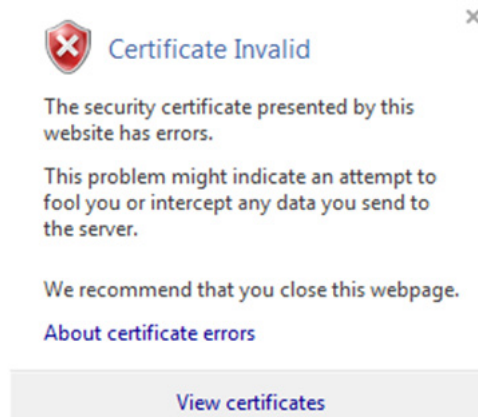 Certificate Invalid
The security certificate presented by this
website has errors.
This problem might indicate an attempt to
fool you or intercept any data you send to
the server.
We recommend that you close this webpage.
About certificate errors
View certificates